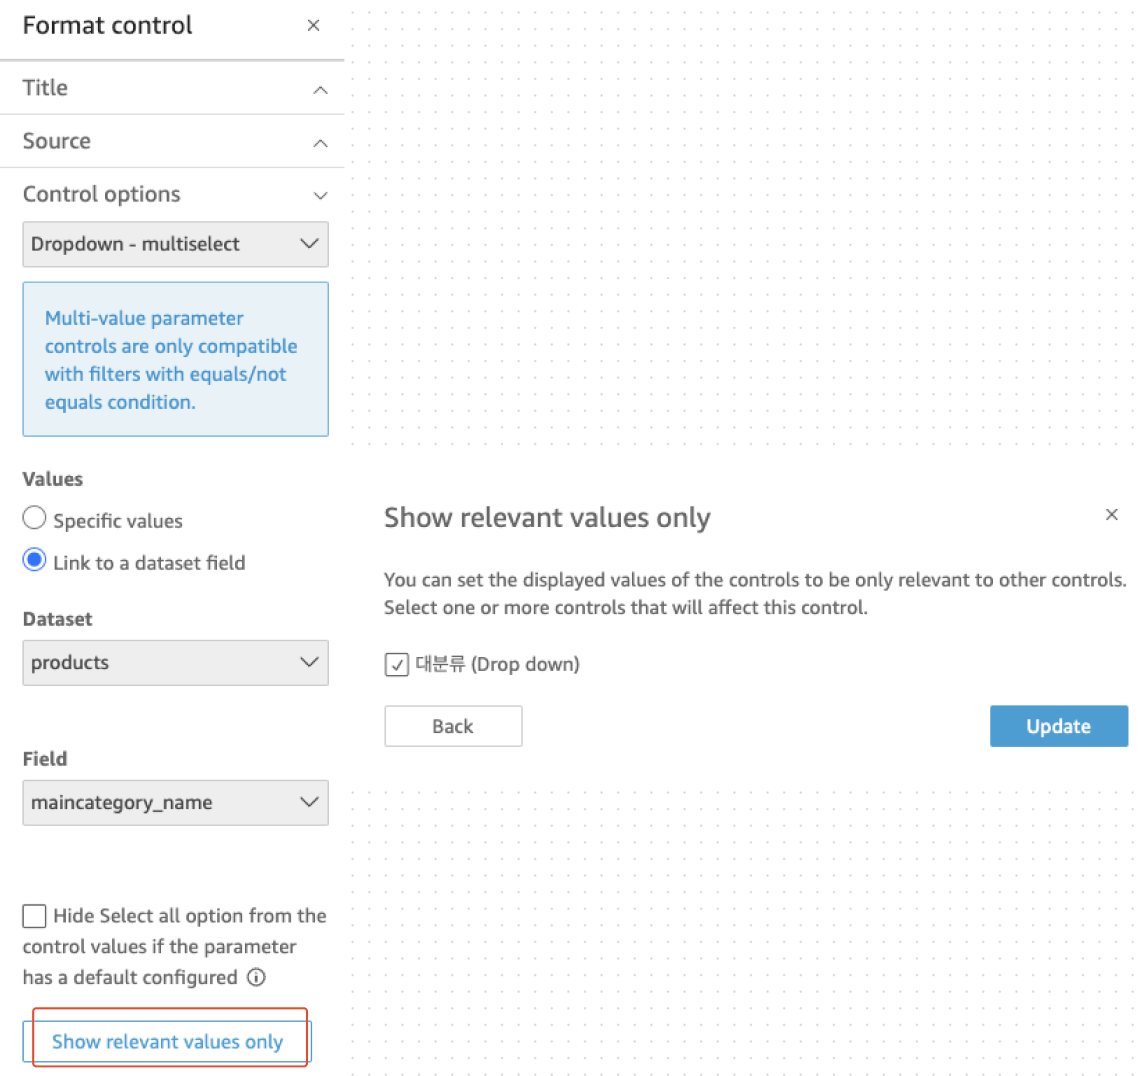 Format control
Title
Source
Control options
Dropdown - multiselect
Multi-value parameter
controls are only compatible
with filters with equals/not
equals condition.
Values
Specific values
Link to a dataset field
Dataset
products
Field
maincategory_name
Hide Select all option from the
control values if the parameter
has a default configured
Show relevant values only
Show relevant values only
You can set the displayed values of the controls to be only relevant to other controls.
Select one or more controls that will affect this control.
대분류 (Drop down)
Back
Update